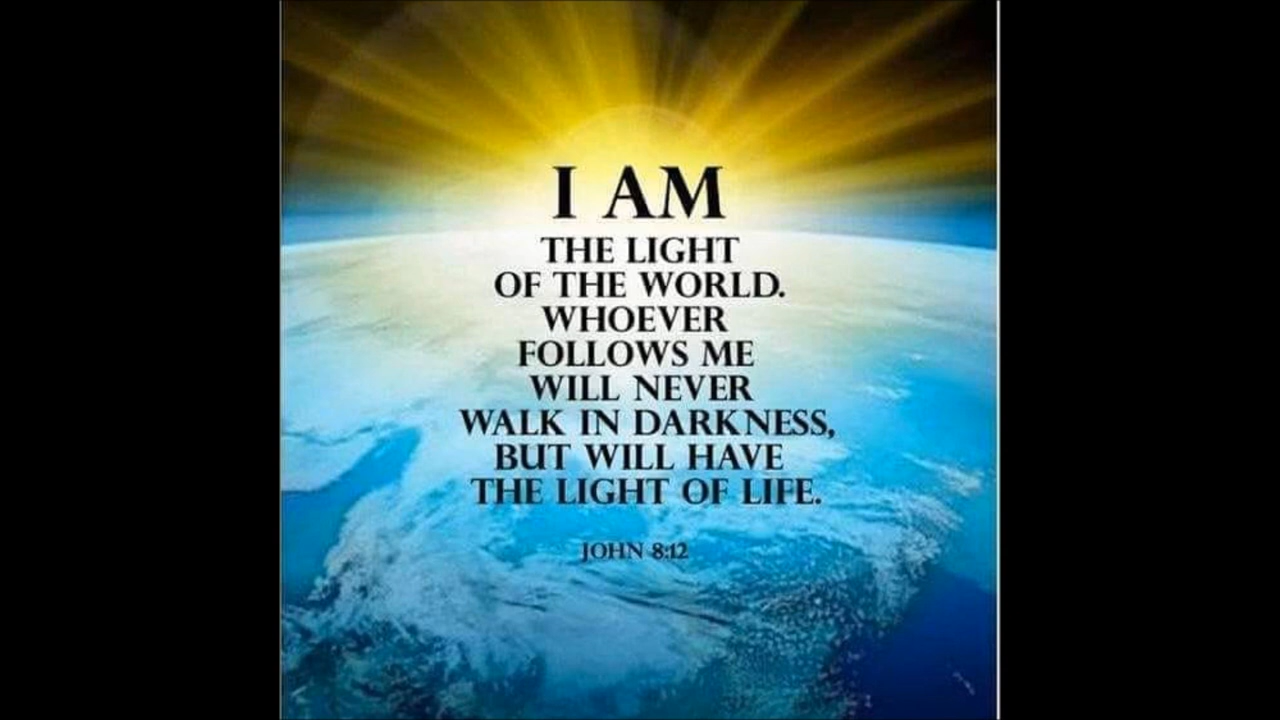 I AM
THE LIGHT
OF THE WORLD.
WHOEVER
FOLLOWS ME
WILL NEVER
WALK IN DARKNESS,
BUT WILL HAVE
THE LIGHT OF LIFE.
JOHN 8:12